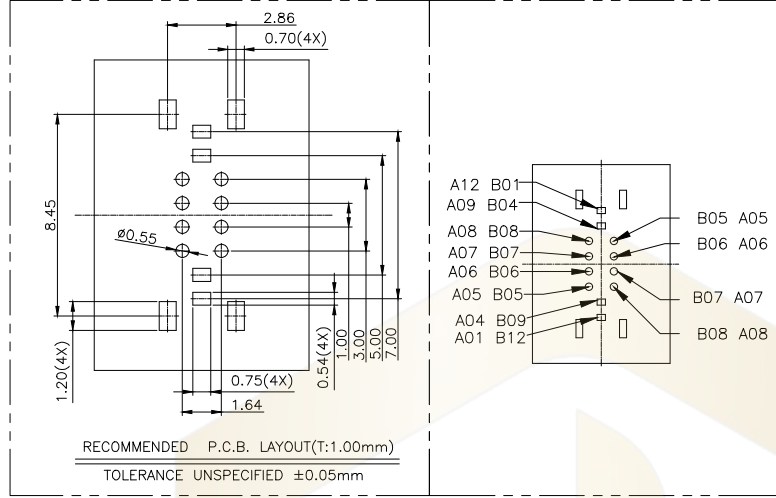 2.86
0.70(4X)
8.45
ø0.55
1.20(4X)
0.54(4X)
1.00
3.00
5.00
7.00
0.75(4X)
1.64
RECOMMENDED P.C.B. LAYOUT(T:1.00mm)
TOLERANCE UNSPECIFIED ±0.05mm
A12 B01
A09 B04
A08 B08
A07 B07
A06 B06
A05 B05
A04 B09
A01 B12
B05 A05
B06 A06
B07 A07
B08 A08